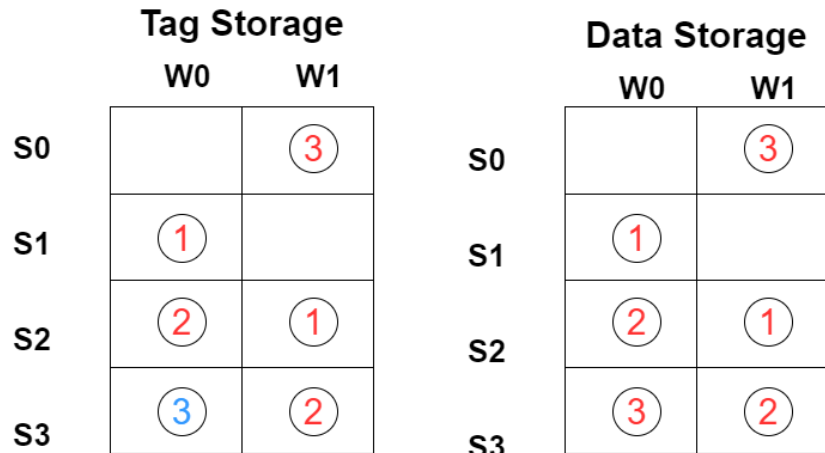 Tag Storage
W0 W1
S0 3
S1 1
S2 2 1
S3 3 2
Data Storage
W0 W1
S0 3
S1 1
S2 2 1
S3 3 2